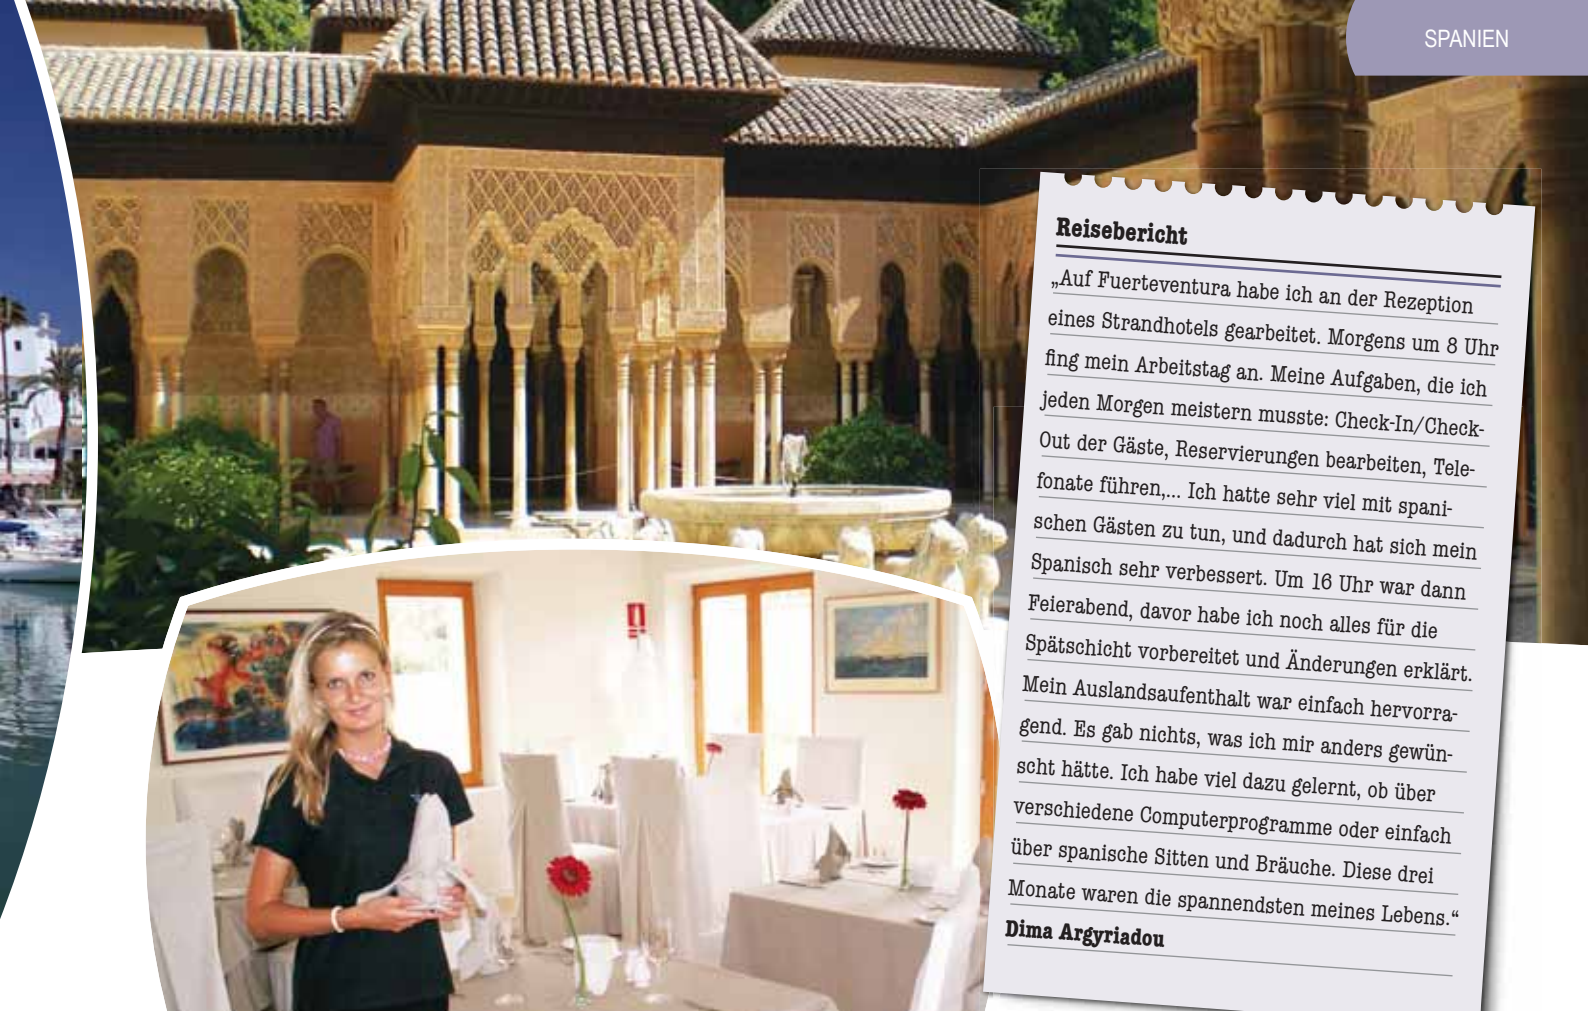 SPANIEN
Reisebericht
„Auf Fuerteventura habe ich an der Rezeption
eines Strandhotels gearbeitet. Morgens um 8 Uhr
fing mein Arbeitstag an. Meine Aufgaben, die ich
jeden Morgen meistern musste: Check-In/Check-
Out der Gäste, Reservierungen bearbeiten, Tele-
fonate führen,... Ich hatte sehr viel mit spani-
schen Gästen zu tun, und dadurch hat sich mein
Spanisch sehr verbessert. Um 16 Uhr war dann
Feierabend, davor habe ich noch alles für die
Spätschicht vorbereitet und Änderungen erklärt.
Mein Auslandsaufenthalt war einfach hervorra-
gend. Es gab nichts, was ich mir anders gewün-
scht hätte. Ich habe viel dazu gelernt, ob über
verschiedene Computerprogramme oder einfach
über spanische Sitten und Bräuche. Diese drei
Monate waren die spannendsten meines Lebens.“
Dima Argyriadou